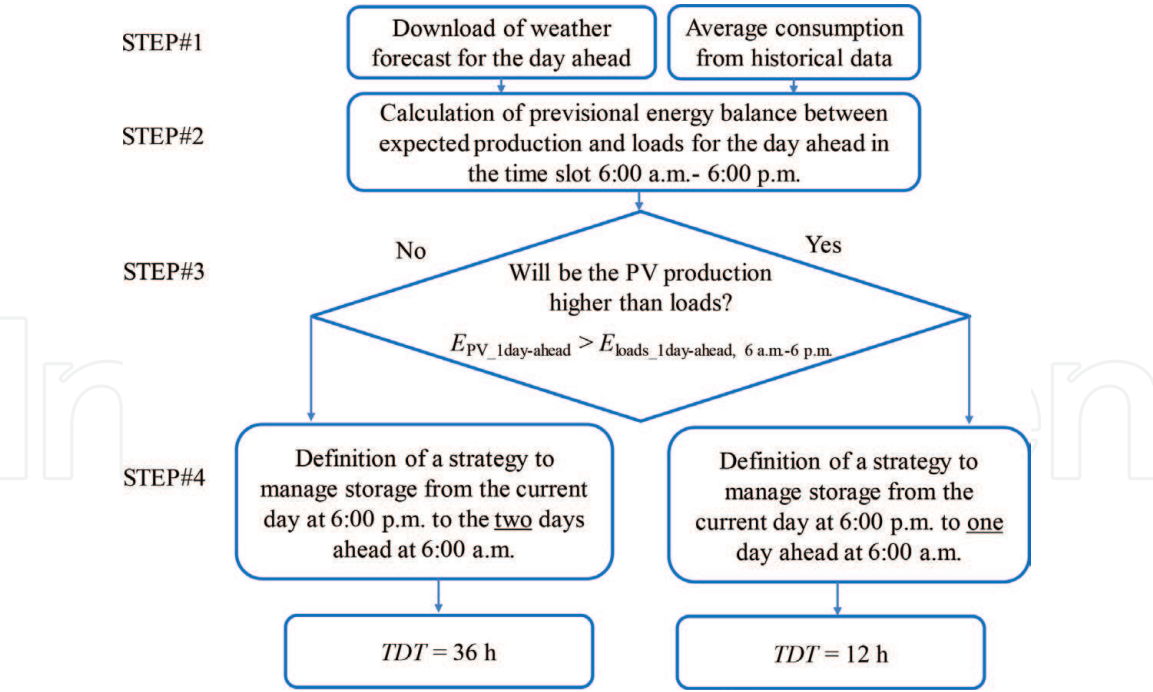 STEP#1
Download of weather
forecast for the day ahead
Average consumption
from historical data
STEP#2
Calculation of previsional energy balance between
expected production and loads for the day ahead in
the time slot 6:00 a.m.- 6:00 p.m.
No
Yes
STEP#3
Will be the PV production
higher than loads?
E PV_1day-ahead > E loads_1day-ahead, 6 a.m.-6 p.m.
STEP#4
Definition of a strategy to
manage storage from the current
day at 6:00 p.m. to the two days
ahead at 6:00 a.m.
Definition of a strategy to
manage storage from the
current day at 6:00 p.m. to one
day ahead at 6:00 a.m.
TDT = 36 h
TDT = 12 h